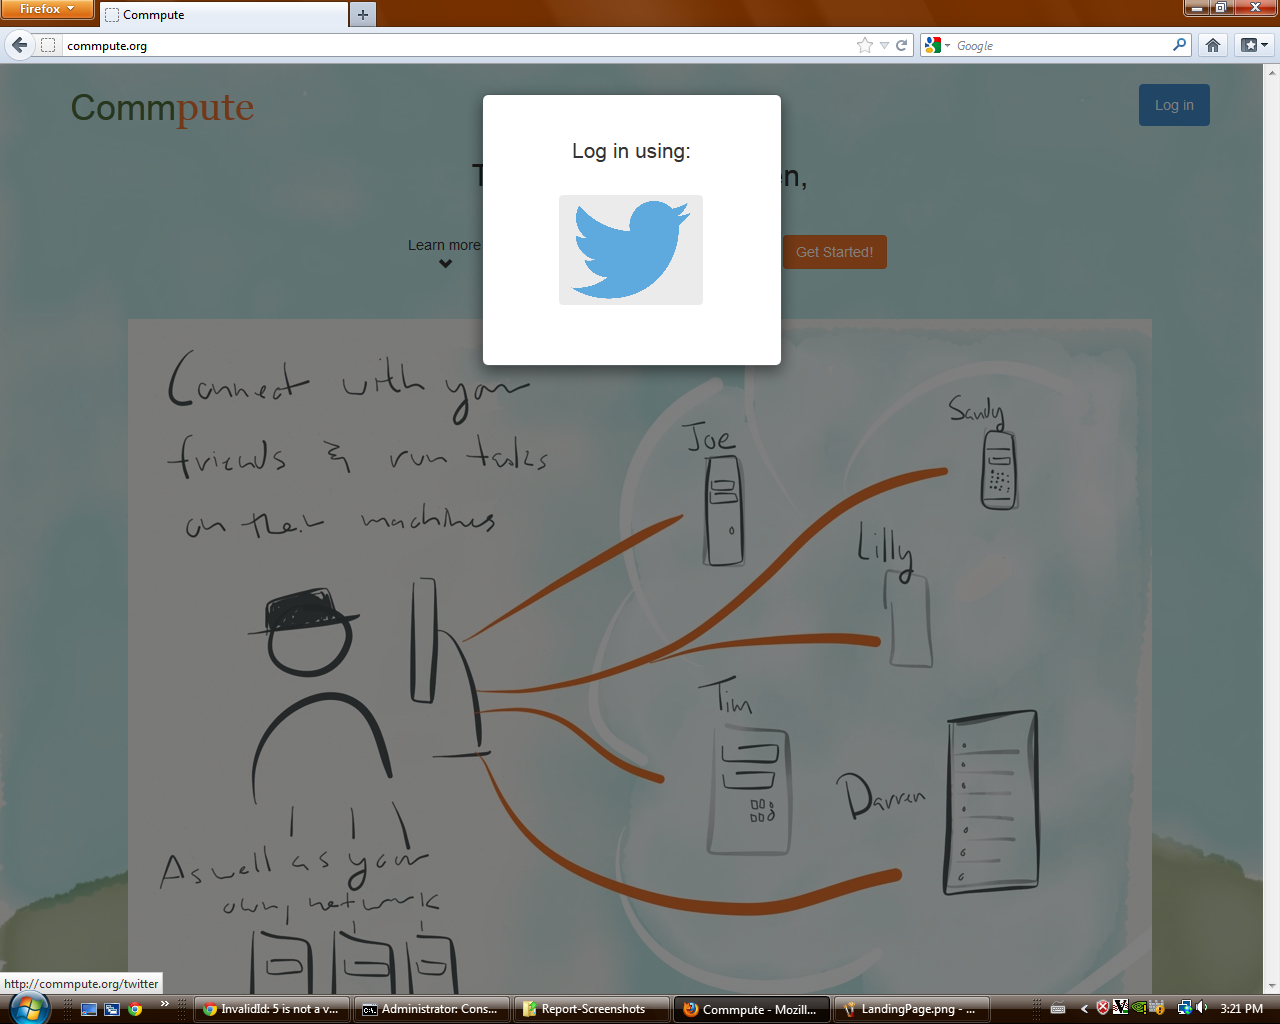 Firefox
Commpute
commpute.org
Google
Commpute
Log in
Log in using:
n,
Learn more
Get Started!
Connect with your
friends & run tasks
on their machines
Joe
Sandy
Lilly
Tim
Darren
As well as your
own network
http://commpute.org/twitter
InvalidId: 5 is not a v...
Administrator: Cons...
Report-Screenshots
Commpute - Mozill...
LandingPage.png - ...
3:21 PM